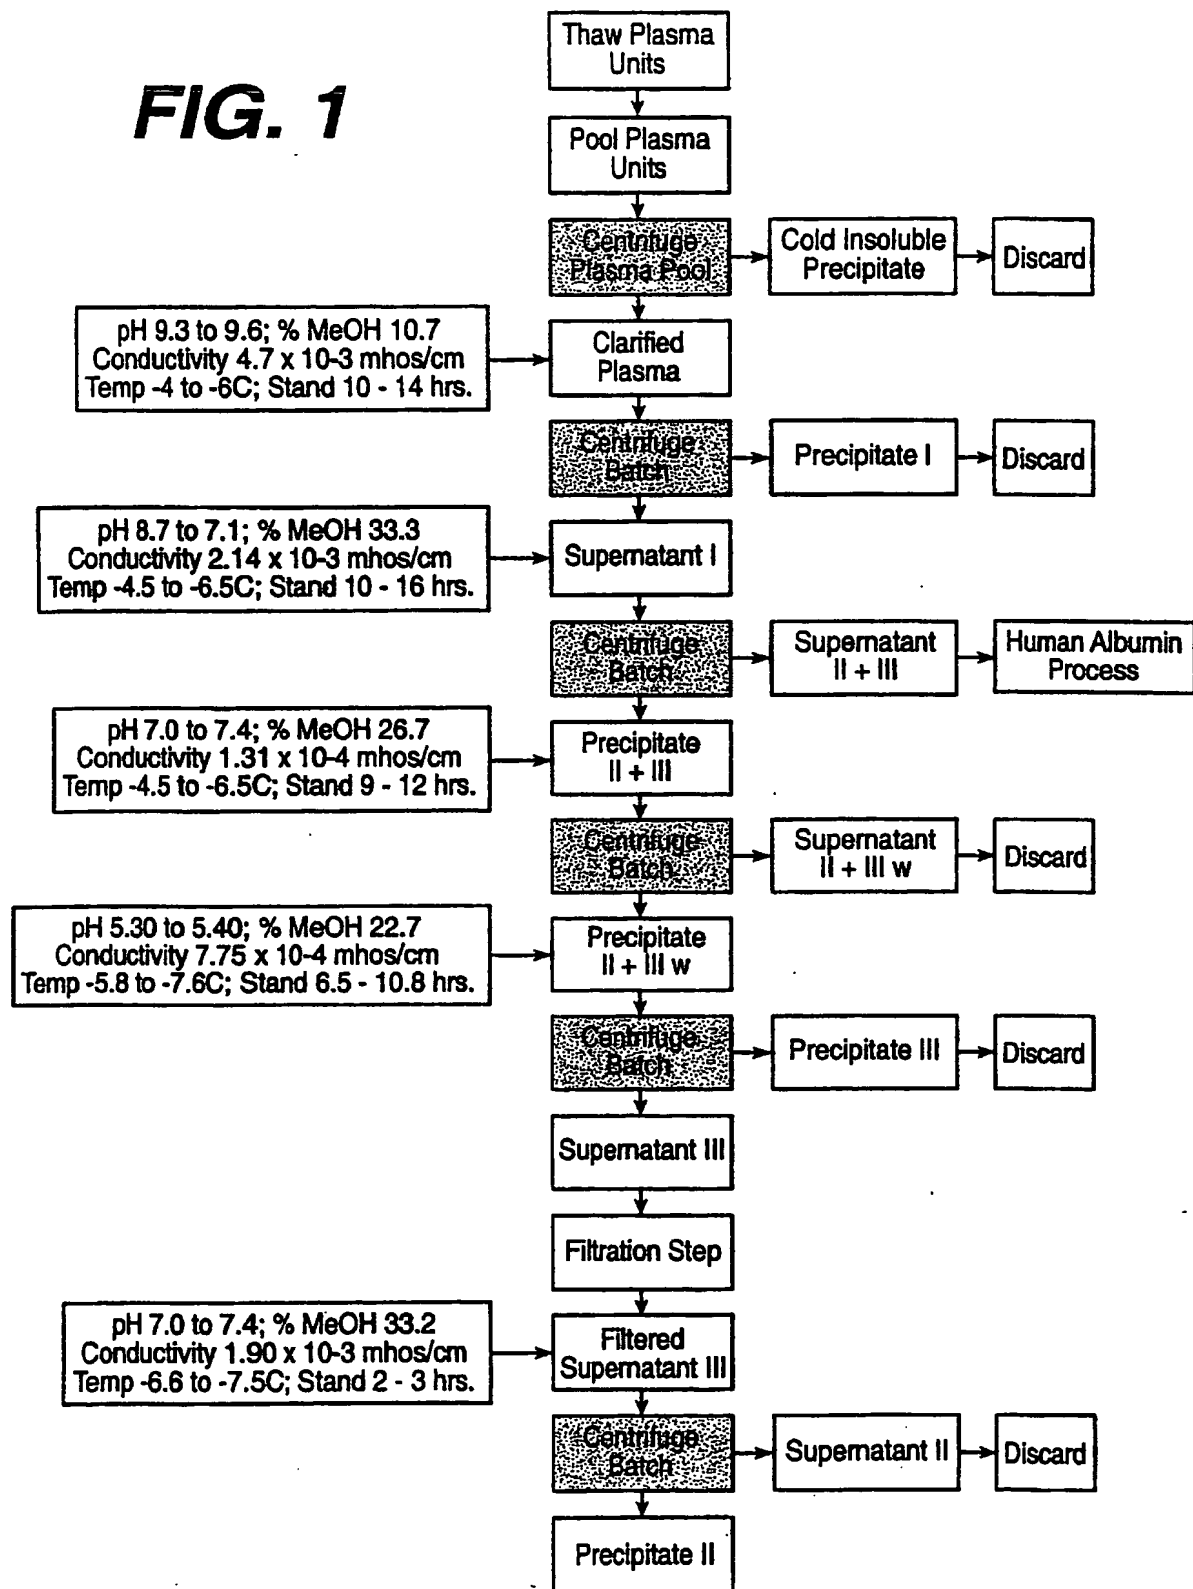 FIG. 1
Thaw Plasma
Units
Pool Plasma
Units
Centrifuge
Plasma Pool
Cold Insoluble
Precipitate
Discard
pH 9.3 to 9.6; % MeOH 10.7
Conductivity 4.7 x 10-3 mhos/cm
Temp -4 to -6C; Stand 10 - 14 hrs.
Clarified
Plasma
Centrifuge
Batch
Precipitate I
Discard
pH 8.7 to 7.1; % MeOH 33.3
Conductivity 2.14 x 10-3 mhos/cm
Temp -4.5 to -6.5C; Stand 10 - 16 hrs.
Supernatant I
Centrifuge
Batch
Supernatant
II + III
Human Albumin
Process
pH 7.0 to 7.4; % MeOH 26.7
Conductivity 1.31 x 10-4 mhos/cm
Temp -4.5 to -6.5C; Stand 9 - 12 hrs.
Precipitate
II + III
Centrifuge
Batch
Supernatant
II + III w
Discard
pH 5.30 to 5.40; % MeOH 22.7
Conductivity 7.75 x 10-4 mhos/cm
Temp -5.8 to -7.6C; Stand 6.5 - 10.8 hrs.
Precipitate
II + III w
Centrifuge
Batch
Precipitate III
Discard
Supernatant III
Filtration Step
pH 7.0 to 7.4; % MeOH 33.2
Conductivity 1.90 x 10-3 mhos/cm
Temp -6.6 to -7.5C; Stand 2 - 3 hrs.
Filtered
Supernatant III
Centrifuge
Batch
Supernatant II
Discard
Precipitate II